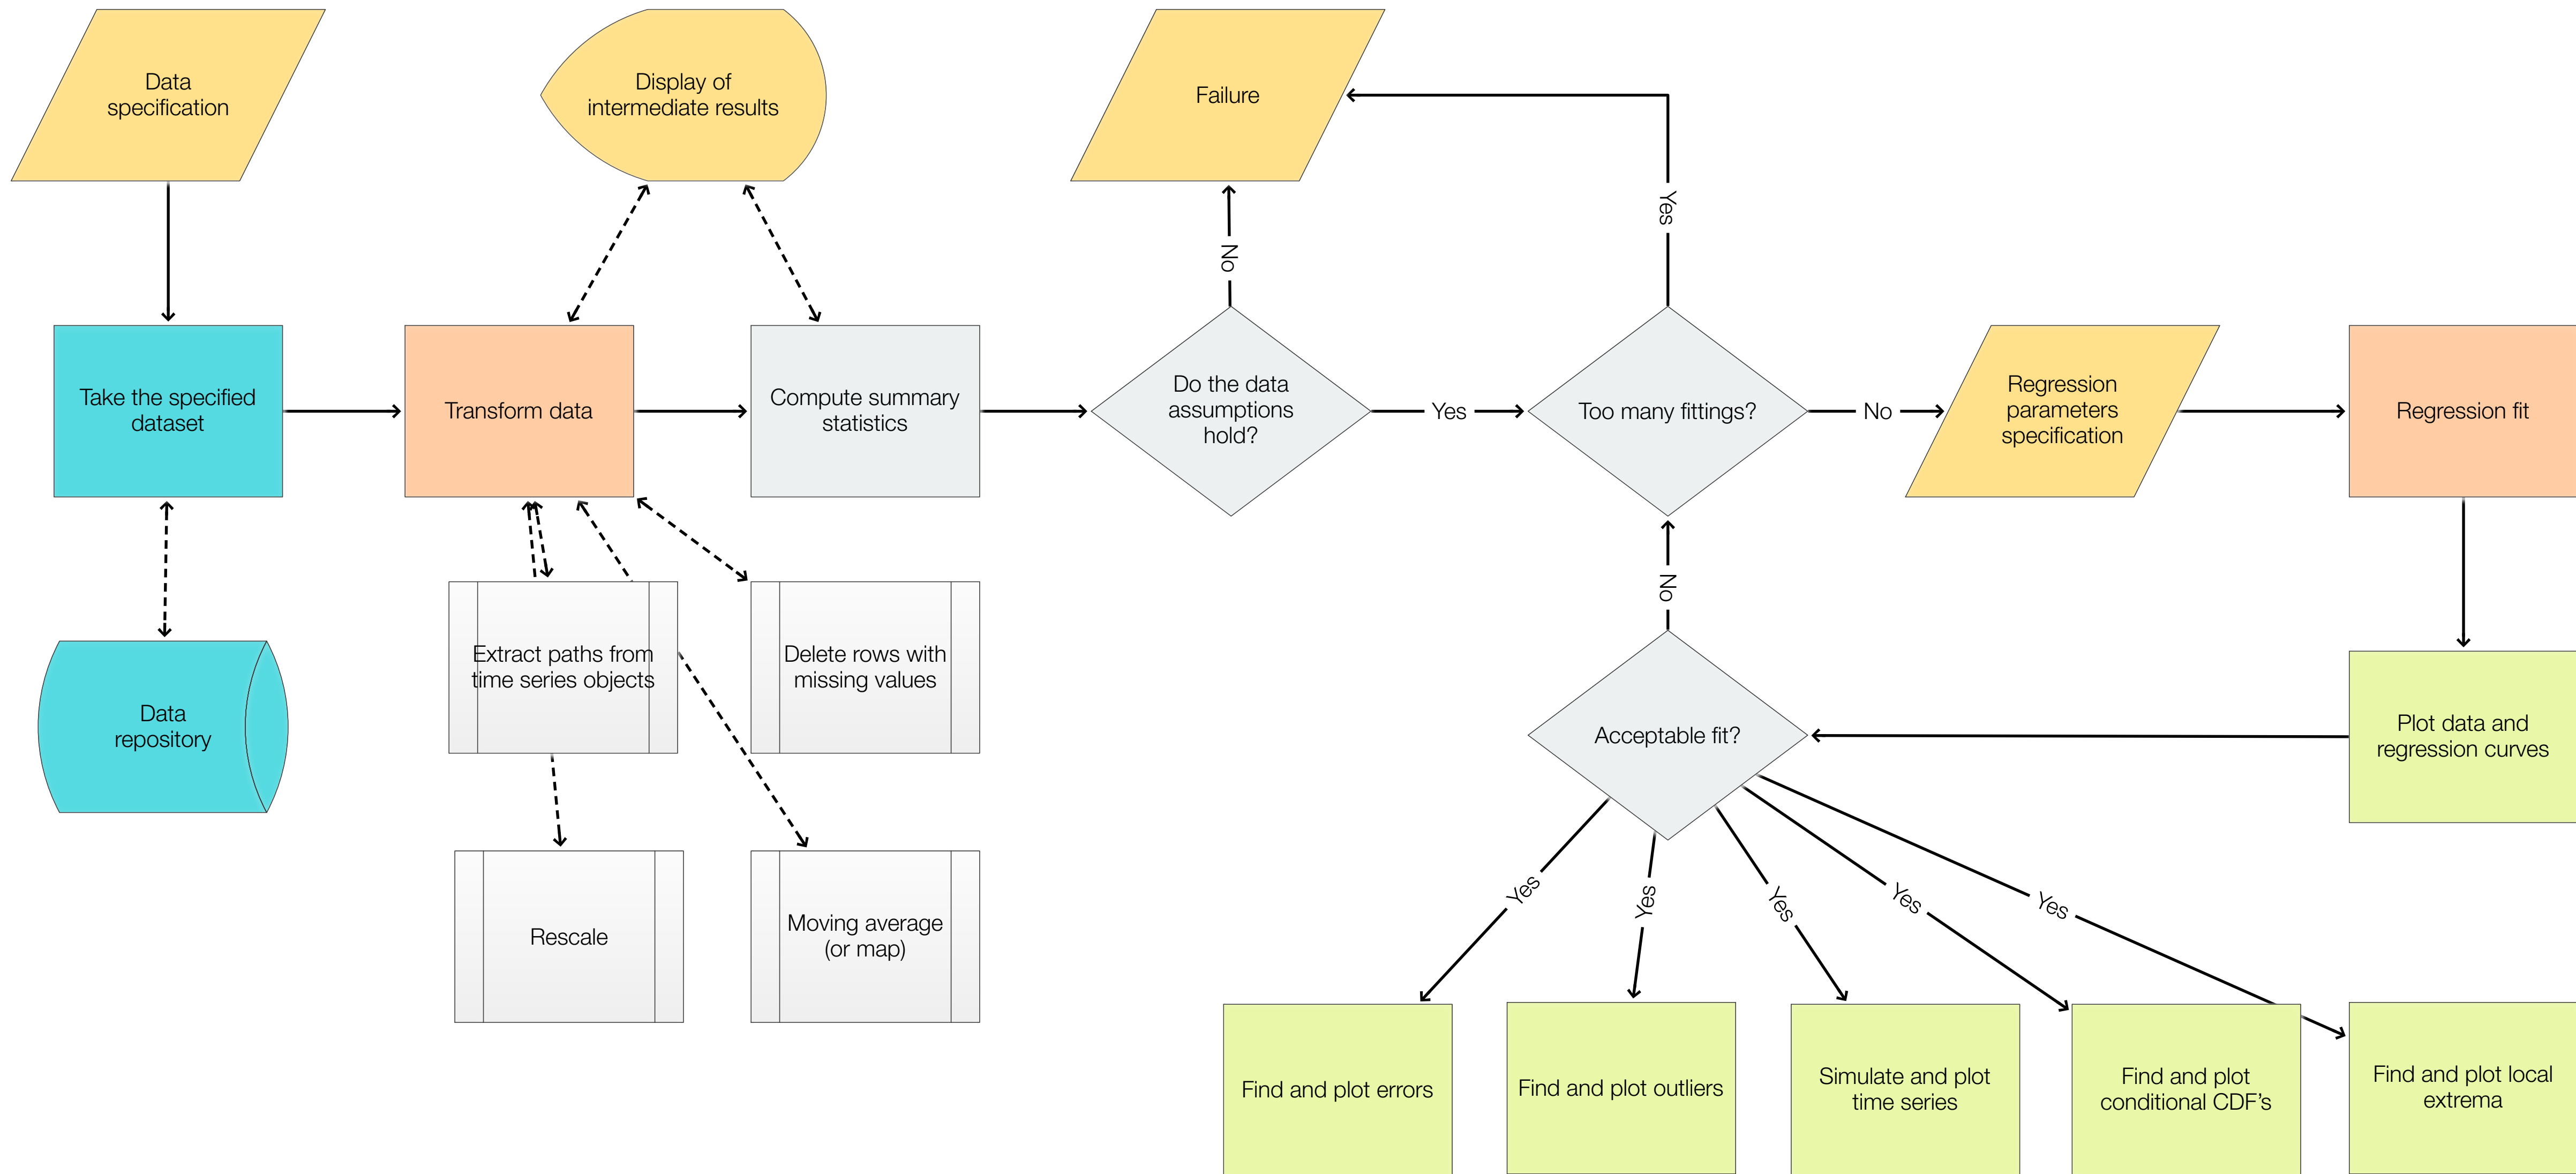 Data
specification
Display of
intermediate results
Failure
Yes
No
Take the specified
dataset
Transform data
Compute summary
statistics
Do the data
assumptions
hold?
Yes
Too many fittings?
No
Regression
parameters
specification
Regression fit
No
Extract paths from
time series objects
Delete rows with
missing values
Data
repository
Acceptable fit?
Plot data and
regression curves
Yes
Yes
Yes
Yes
Yes
Rescale
Moving average
(or map)
Find and plot errors
Find and plot outliers
Simulate and plot
time series
Find and plot
conditional CDF's
Find and plot local
extrema